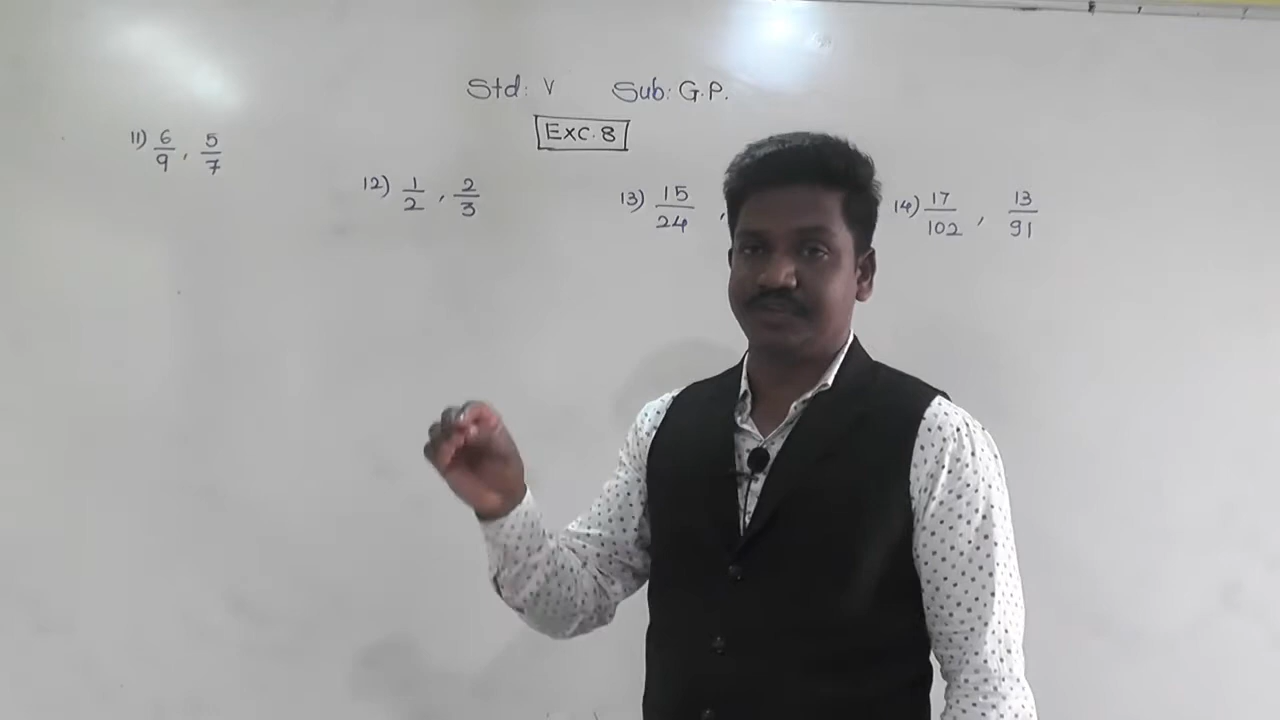 Std: V Sub: G.P.
Exc. 8
11) 6/9, 5/7
12) 1/2, 2/3
13) 15/24,
14) 17/102, 13/91